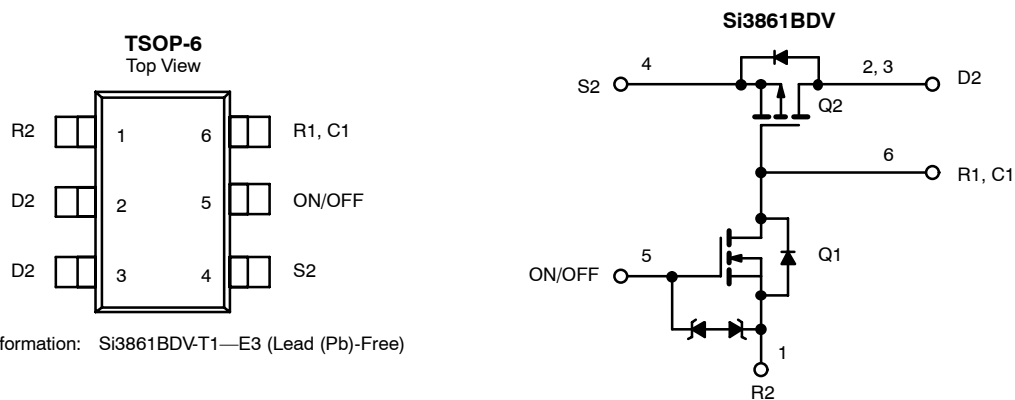 TSOP-6
Top View
R2 1 6 R1, C1
D2 2 5 ON/OFF
D2 3 4 S2
formation: Si3861BDV-T1—E3 (Lead (Pb)-Free)
Si3861BDV
S2 4 2, 3 D2
Q2
6
R1, C1
5 Q1
ON/OFF
1
R2